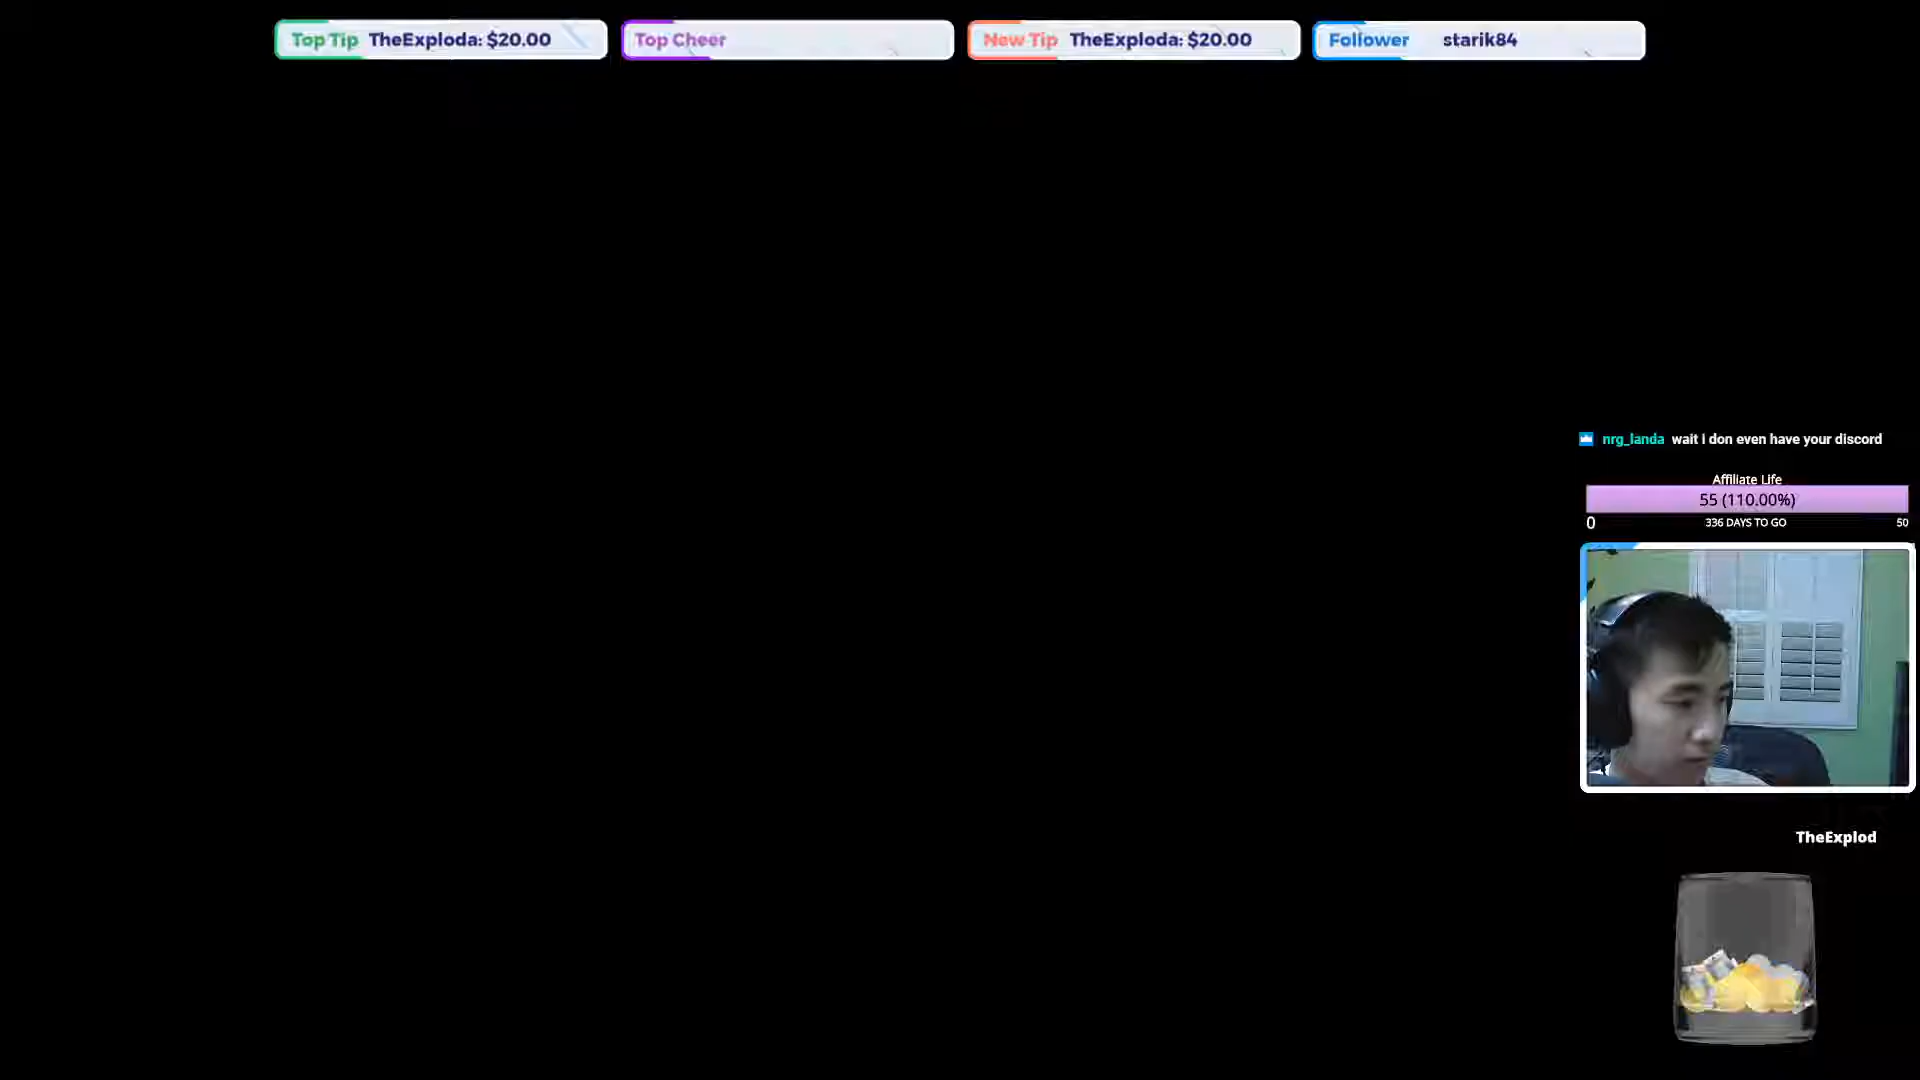 Top Tip TheExploda: $20.00
Top Cheer
New Tip TheExploda: $20.00
Follower starik84
nrg_landa wait i don even have your discord
Affiliate Life
55 (110.00%)
0 336 DAYS TO GO 50
TheExplod